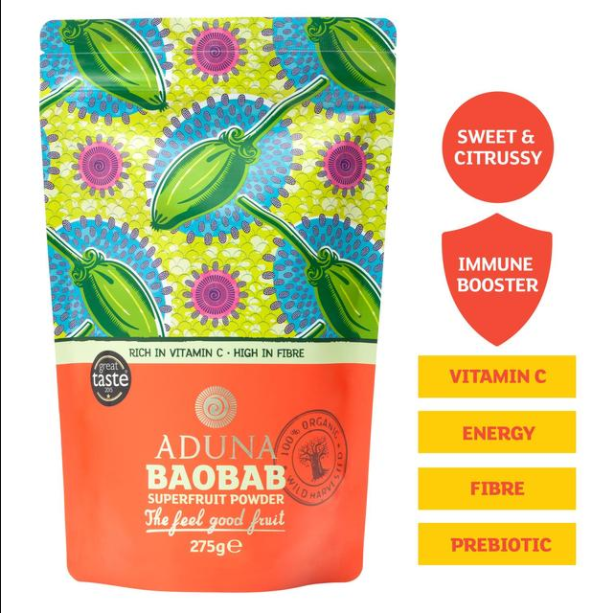 RICH IN VITAMIN C • HIGH IN FIBRE
great
taste
ADUNA
BAOBAB
SUPERFRUIT POWDER
The feel good fruit
275g℮
100% ORGANIC • WILD HARVESTED
SWEET &
CITRUSSY
IMMUNE
BOOSTER
VITAMIN C
ENERGY
FIBRE
PREBIOTIC